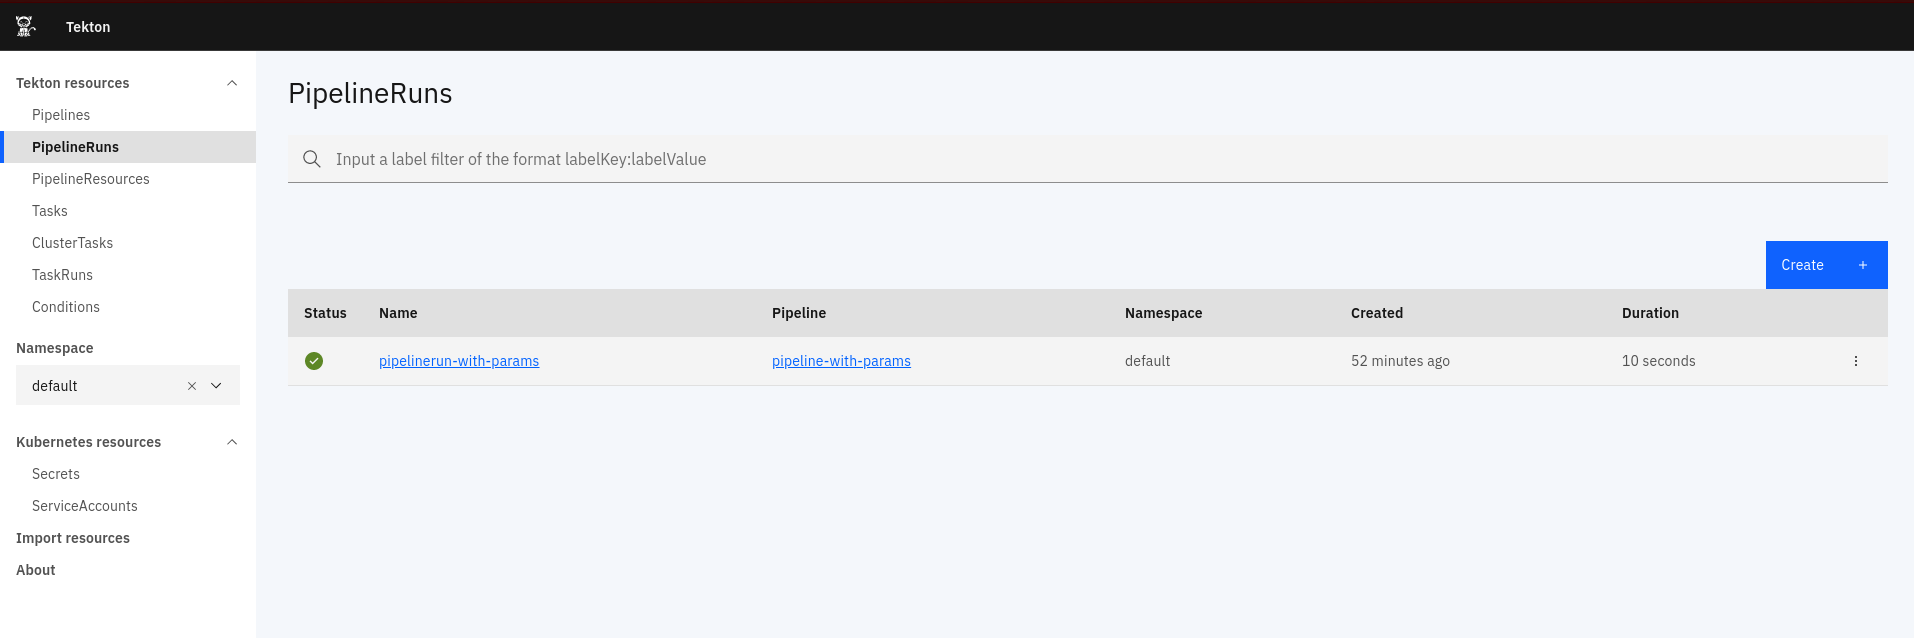 Tekton
Tekton resources
Pipelines
PipelineRuns
PipelineResources
Tasks
ClusterTasks
TaskRuns
Conditions
Namespace
default
Kubernetes resources
Secrets
ServiceAccounts
Import resources
About
PipelineRuns
Input a label filter of the format labelKey:labelValue
Create
Status Name Pipeline Namespace Created Duration
pipelinerun-with-params pipeline-with-params default 52 minutes ago 10 seconds